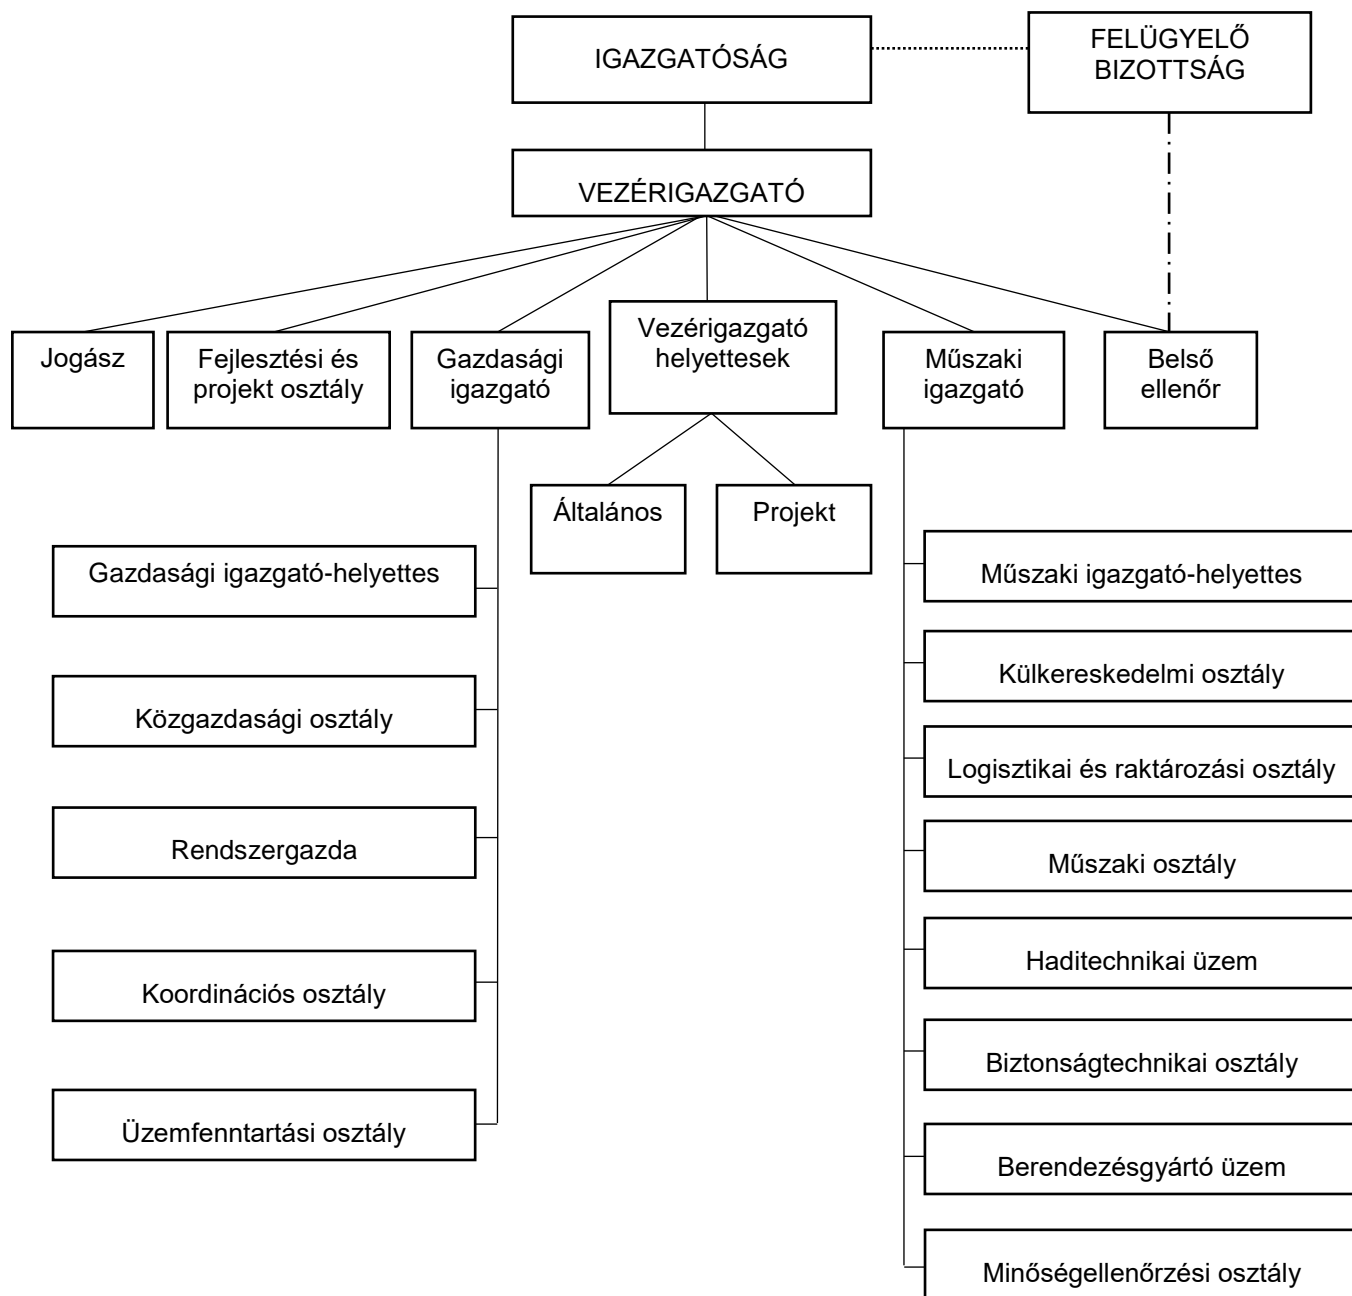 IGAZGATÓSÁG
FELÜGYELŐ
BIZOTTSÁG
VEZÉRIGAZGATÓ
Jogász
Fejlesztési és
projekt osztály
Gazdasági
igazgató
Vezérigazgató
helyettesek
Műszaki
igazgató
Belső
ellenőr
Általános
Projekt
Gazdasági igazgató-helyettes
Közgazdasági osztály
Rendszergazda
Koordinációs osztály
Üzemfenntartási osztály
Műszaki igazgató-helyettes
Külkereskedelmi osztály
Logisztikai és raktározási osztály
Műszaki osztály
Haditechnikai üzem
Biztonságtechnikai osztály
Berendezésgyártó üzem
Minőségellenőrzési osztály